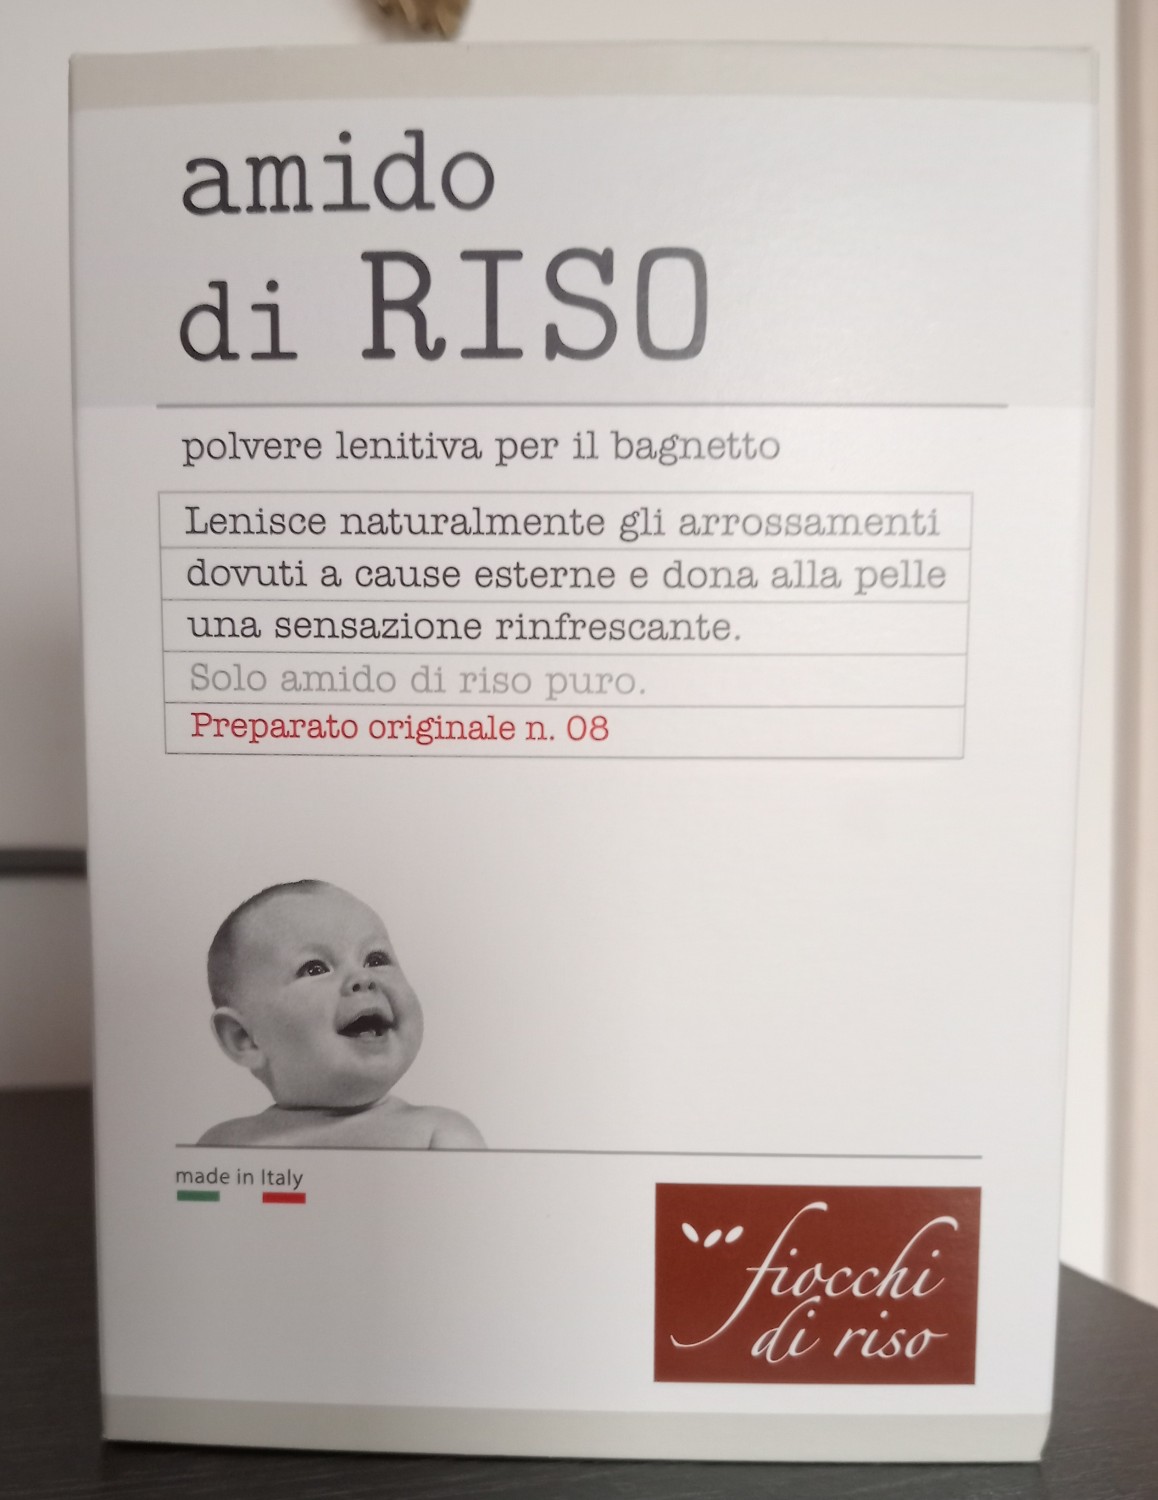 amido
di RISO
polvere lenitiva per il bagnetto
Lenisce naturalmente gli arrossamenti
dovuti a cause esterne e dona alla pelle
una sensazione rinfrescante.
Solo amido di riso puro.
Preparato originale n. 08
made in Italy
fiocchi
di riso